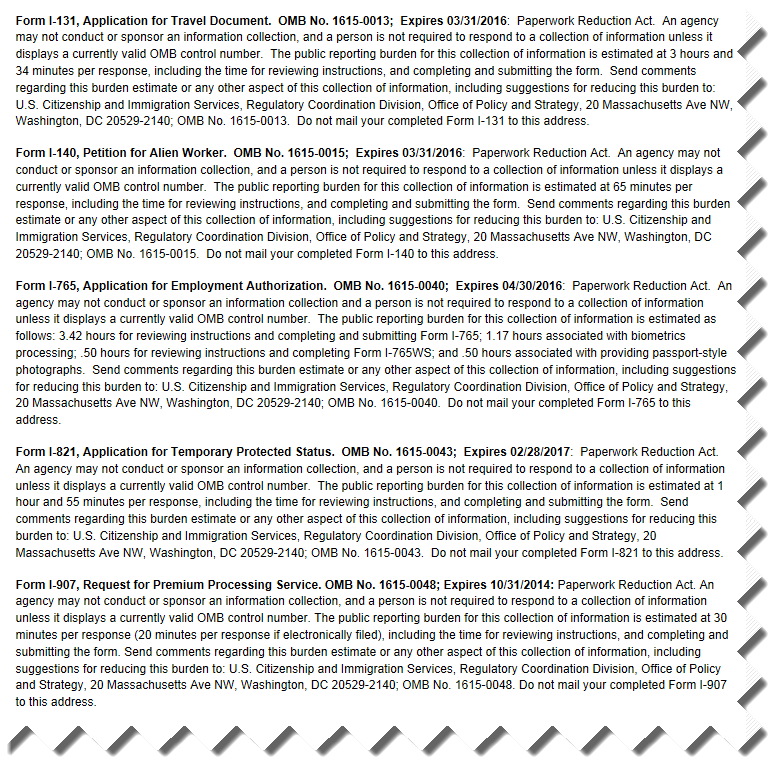 Form I-131, Application for Travel Document.  OMB No. 1615-0013;  Expires 03/31/2016:  Paperwork Reduction Act.  An agency
may not conduct or sponsor an information collection, and a person is not required to respond to a collection of information unless it
displays a currently valid OMB control number.  The public reporting burden for this collection of information is estimated at 3 hours and
34 minutes per response, including the time for reviewing instructions, and completing and submitting the form.  Send comments
regarding this burden estimate or any other aspect of this collection of information, including suggestions for reducing this burden to:
U.S. Citizenship and Immigration Services, Regulatory Coordination Division, Office of Policy and Strategy, 20 Massachusetts Ave NW,
Washington, DC 20529-2140; OMB No. 1615-0013.  Do not mail your completed Form I-131 to this address.
Form I-140, Petition for Alien Worker.  OMB No. 1615-0015;  Expires 03/31/2016:  Paperwork Reduction Act.  An agency may not
conduct or sponsor an information collection, and a person is not required to respond to a collection of information unless it displays a
currently valid OMB control number.  The public reporting burden for this collection of information is estimated at 65 minutes per
response, including the time for reviewing instructions, and completing and submitting the form.  Send comments regarding this burden
estimate or any other aspect of this collection of information, including suggestions for reducing this burden to: U.S. Citizenship and
Immigration Services, Regulatory Coordination Division, Office of Policy and Strategy, 20 Massachusetts Ave NW, Washington, DC
20529-2140; OMB No. 1615-0015.  Do not mail your completed Form I-140 to this address.
Form I-765, Application for Employment Authorization.  OMB No. 1615-0040;  Expires 04/30/2016:  Paperwork Reduction Act.  An
agency may not conduct or sponsor an information collection and a person is not required to respond to a collection of information
unless it displays a currently valid OMB control number.  The public reporting burden for this collection of information is estimated as
follows: 3.42 hours for reviewing instructions and completing and submitting Form I-765; 1.17 hours associated with biometrics
processing; .50 hours for reviewing instructions and completing Form I-765WS; and .50 hours associated with providing passport-style
photographs.  Send comments regarding this burden estimate or any other aspect of this collection of information, including suggestions
for reducing this burden to: U.S. Citizenship and Immigration Services, Regulatory Coordination Division, Office of Policy and Strategy,
20 Massachusetts Ave NW, Washington, DC 20529-2140; OMB No. 1615-0040.  Do not mail your completed Form I-765 to this
address.
Form I-821, Application for Temporary Protected Status.  OMB No. 1615-0043;  Expires 02/28/2017:  Paperwork Reduction Act.
An agency may not conduct or sponsor an information collection, and a person is not required to respond to a collection of information
unless it displays a currently valid OMB control number.  The public reporting burden for this collection of information is estimated at 1
hour and 55 minutes per response, including the time for reviewing instructions, and completing and submitting the form.  Send
comments regarding this burden estimate or any other aspect of this collection of information, including suggestions for reducing this
burden to: U.S. Citizenship and Immigration Services, Regulatory Coordination Division, Office of Policy and Strategy, 20
Massachusetts Ave NW, Washington, DC 20529-2140; OMB No. 1615-0043.  Do not mail your completed Form I-821 to this address.
Form I-907, Request for Premium Processing Service. OMB No. 1615-0048; Expires 10/31/2014: Paperwork Reduction Act. An
agency may not conduct or sponsor an information collection, and a person is not required to respond to a collection of information
unless it displays a currently valid OMB control number. The public reporting burden for this collection of information is estimated at 30
minutes per response (20 minutes per response if electronically filed), including the time for reviewing instructions, and completing and
submitting the form. Send comments regarding this burden estimate or any other aspect of this collection of information, including
suggestions for reducing this burden to: U.S. Citizenship and Immigration Services, Regulatory Coordination Division, Office of Policy
and Strategy, 20 Massachusetts Ave NW, Washington, DC 20529-2140; OMB No. 1615-0048. Do not mail your completed Form I-907
to this address.